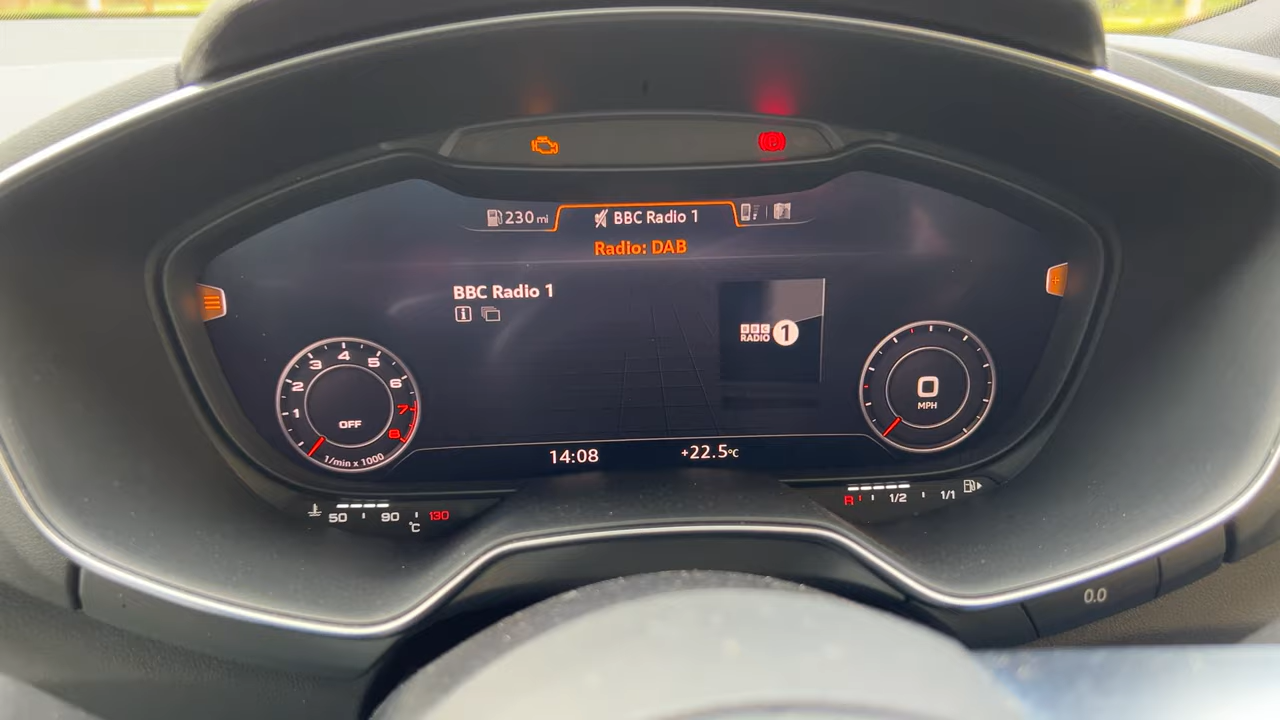 230 mi
BBC Radio 1
Radio: DAB
BBC Radio 1
i
BBC
RADIO 1
1 2 3 4 5 6 7 8
OFF
1/min x 1000
0
MPH
14:08
+22.5°C
50 90 130
°C
R 1/2 1/1
0.0